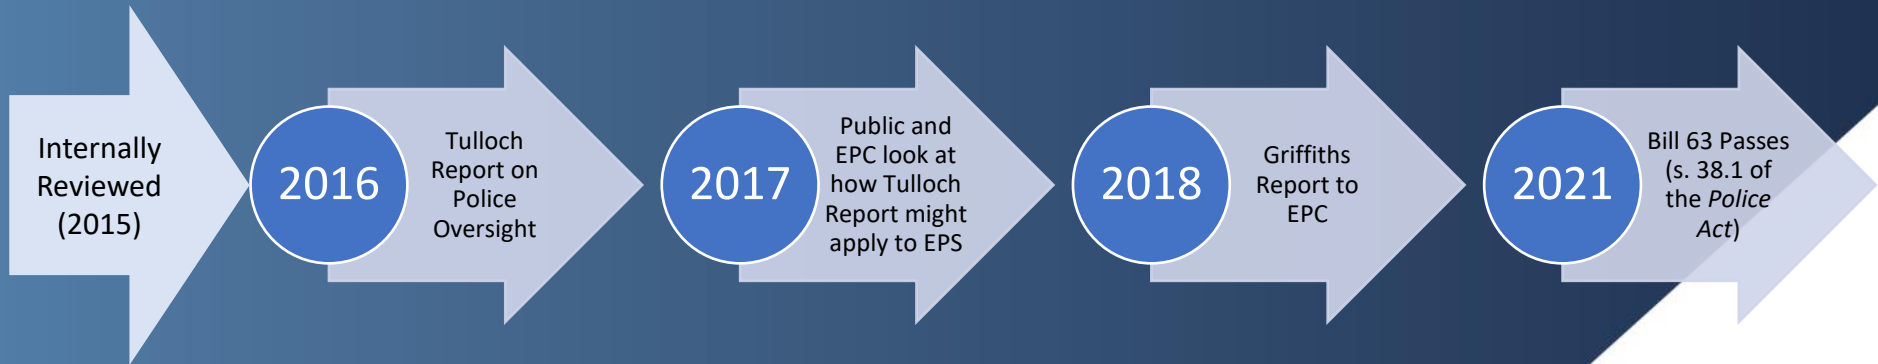 Internally
Reviewed
(2015)
2016
Tulloch
Report on
Police
Oversight
2017
Public and
EPC look at
how Tulloch
Report might
apply to EPS
2018
Griffiths
Report to
EPC
2021
Bill 63 Passes
(s. 38.1 of
the Police
Act)